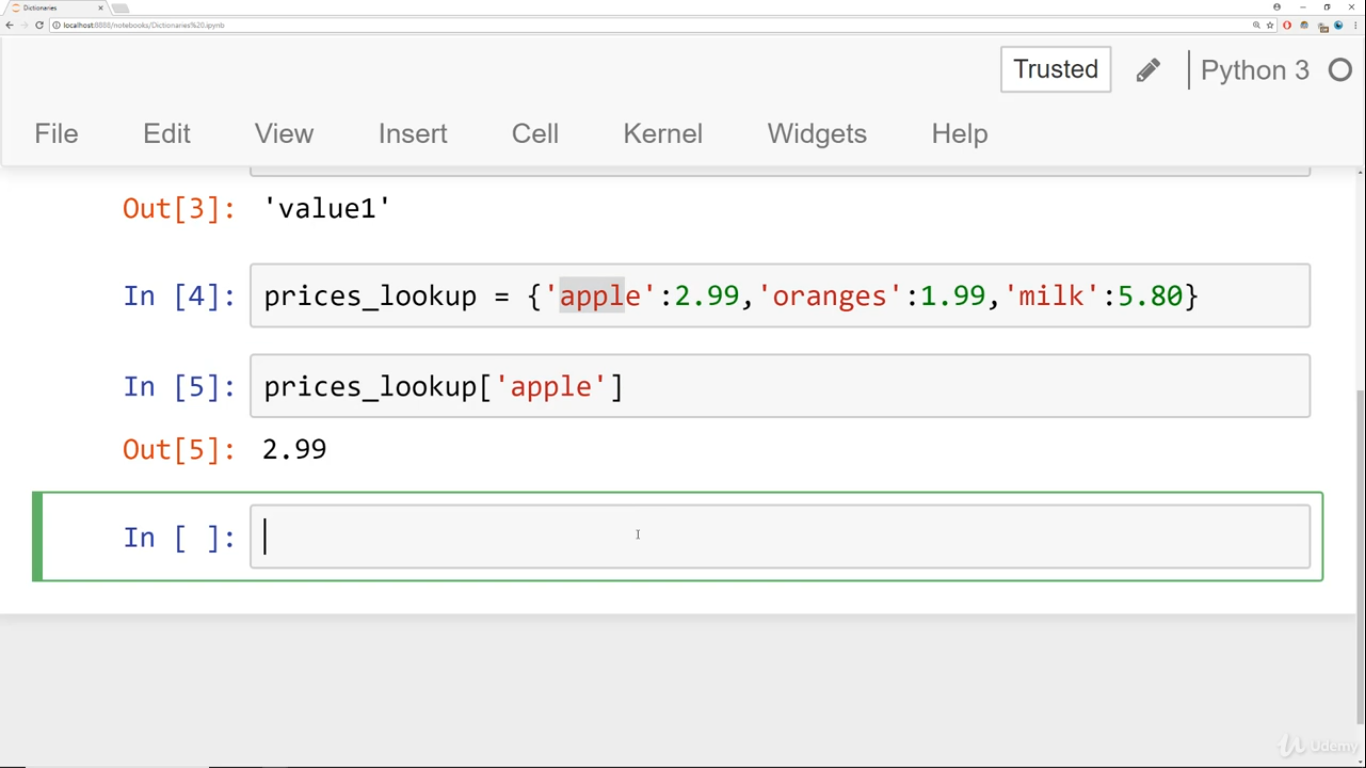 Dictionaries
localhost:8888/notebooks/Dictionaries%20.ipynb
Trusted
Python 3
File Edit View Insert Cell Kernel Widgets Help
Out[3]: 'value1'
In [4]: prices_lookup = {'apple':2.99,'oranges':1.99,'milk':5.80}
In [5]: prices_lookup['apple']
Out[5]: 2.99
In [ ]:
Udemy